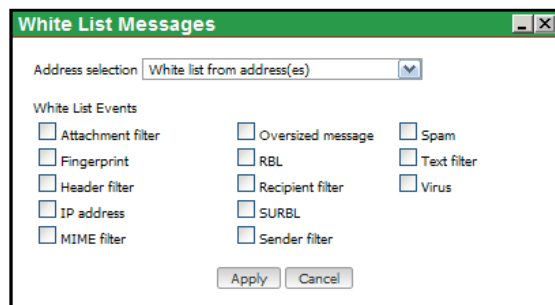 White List Messages
Address selection White list from address(es)
White List Events
Attachment filter Oversized message Spam
Fingerprint RBL Text filter
Header filter Recipient filter Virus
IP address SURBL
MIME filter Sender filter
Apply Cancel